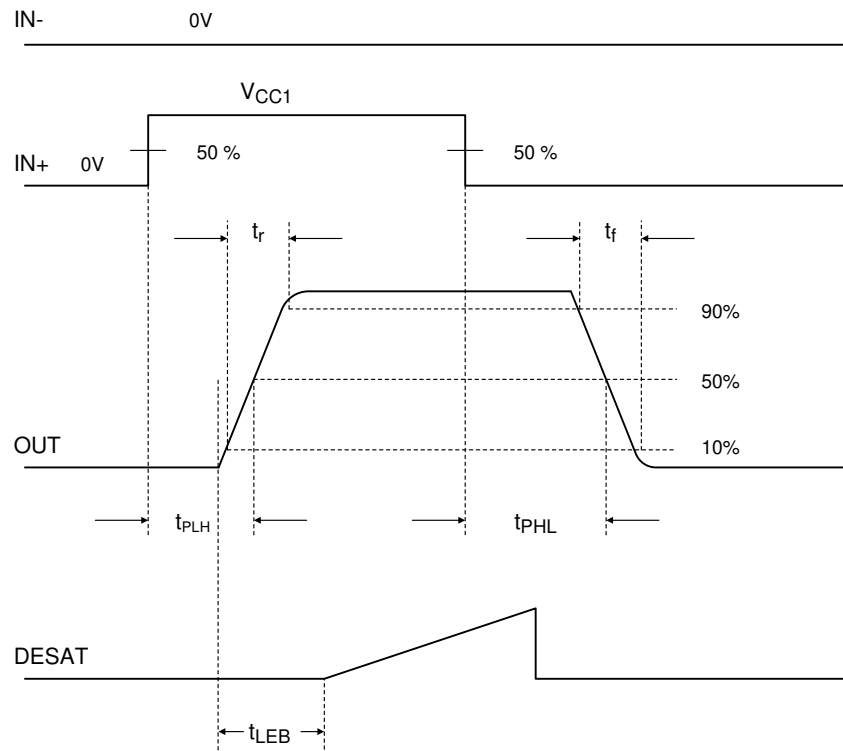 IN- 0V
VCC1
IN+ 0V 50 % 50 %
tr tf
90%
50%
OUT 10%
tPLH tPHL
DESAT
tLEB